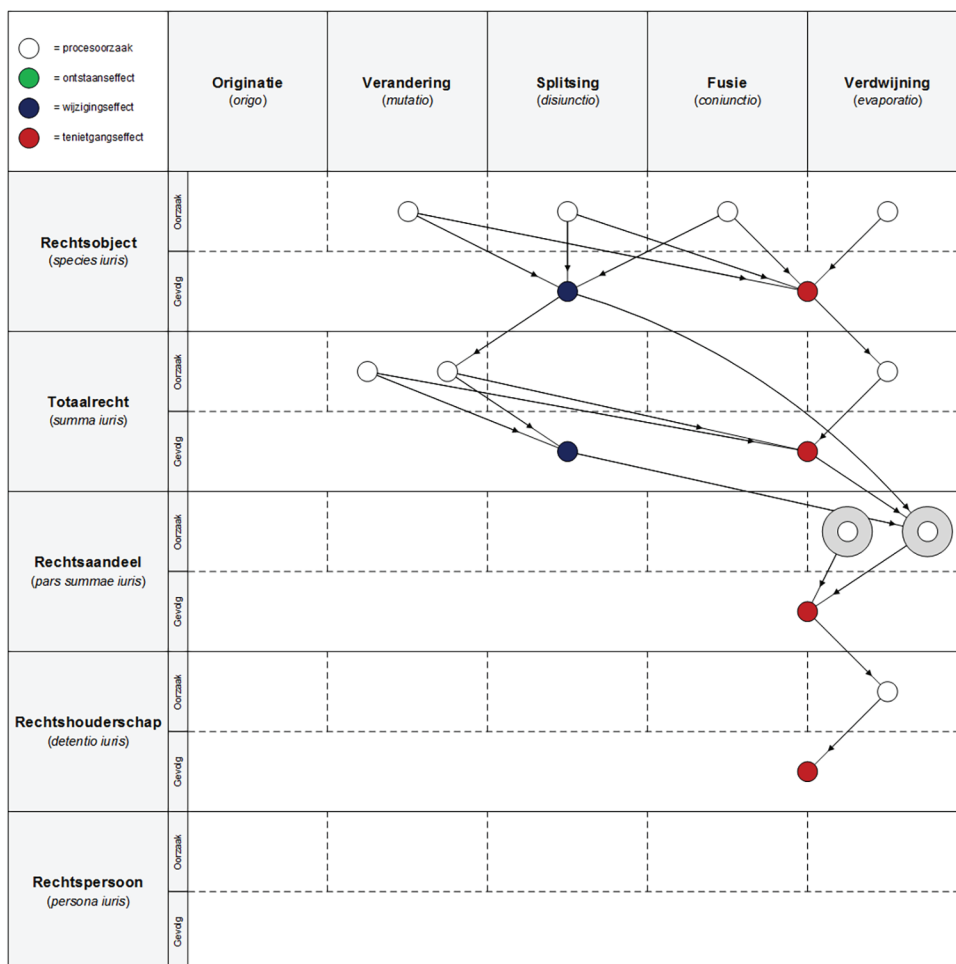 = procesoorzaak
= ontstaanseffect
= wijzigingseffect
= tenietgangseffect
Originatie
(origo)
Verandering
(mutatio)
Splitsing
(disiunctio)
Fusie
(coniunctio)
Verdwijning
(evaporatio)
Rechtsobject
(species iuris)
Oorzaak
Gevolg
Totaalrecht
(summa iuris)
Oorzaak
Gevolg
Rechtsaandeel
(pars summae iuris)
Oorzaak
Gevolg
Rechtshouderschap
(detentio iuris)
Oorzaak
Gevolg
Rechtspersoon
(persona iuris)
Oorzaak
Gevolg